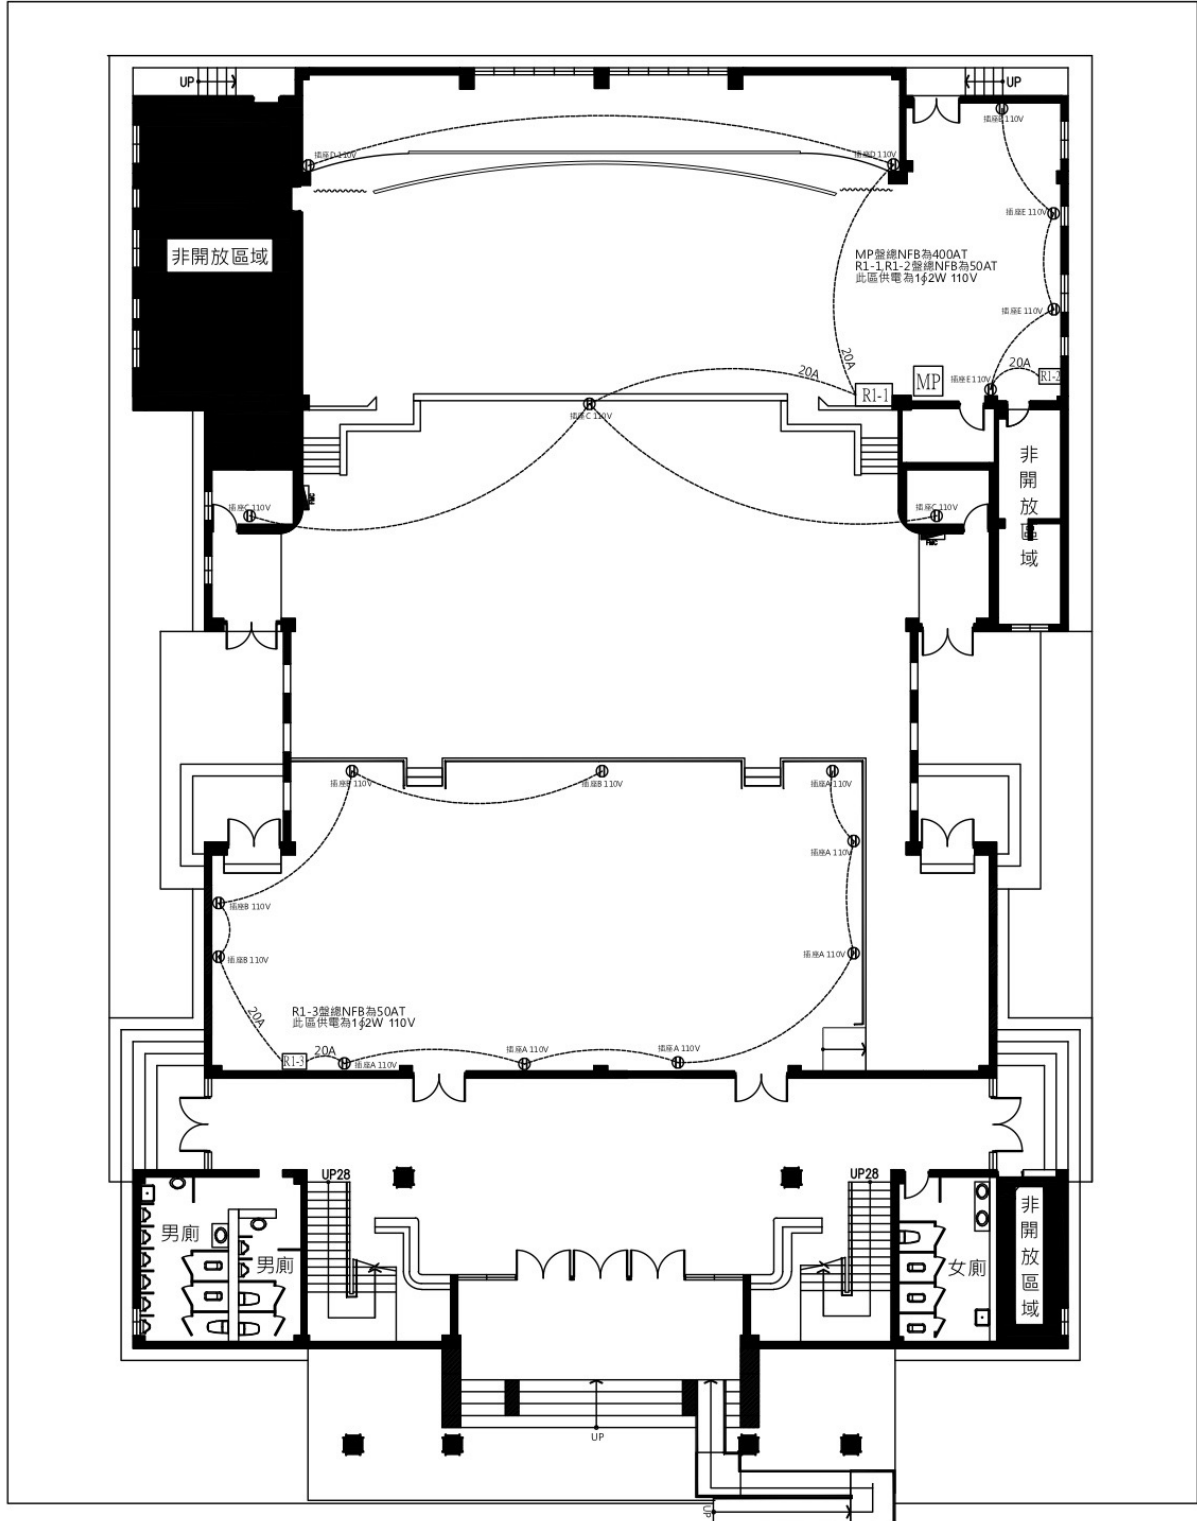 UP
UP
插座E 110V
插座D 110V
插座D 110V
插座E 110V
非開放區域
MP盤總NFB為400AT
R1-1,R1-2盤總NFB為50AT
此區供電為1∮2W 110V
插座E 110V
20A
20A
20A
插座E 110V
R1-2
MP
R1-1
插座C 110V
非開放區域
插座C 110V
插座C 110V
插座B 110V
插座B 110V
插座A 110V
插座A 110V
插座B 110V
插座B 110V
插座A 110V
20A
R1-3盤總NFB為50AT
此區供電為1∮2W 110V
R1-3
20A
插座A 110V
插座A 110V
插座A 110V
UP28
UP28
男廁
男廁
女廁
非開放區域
UP
UP